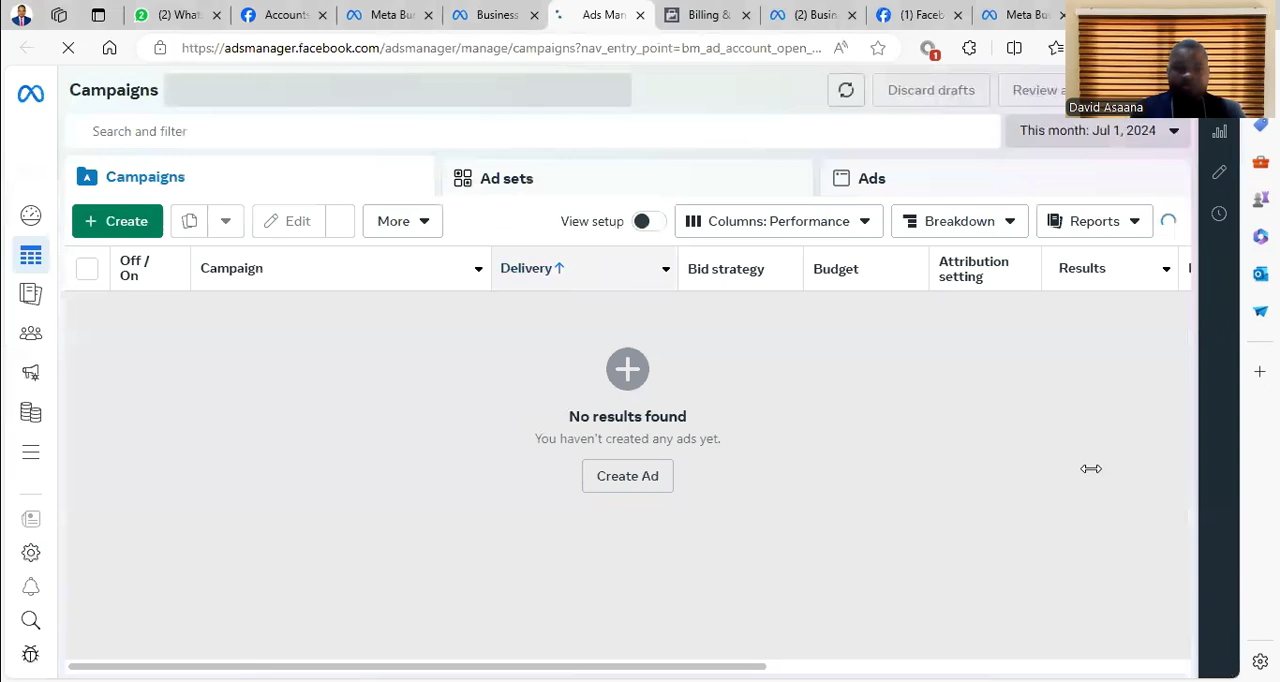 (2) Wha
Accounts
Meta Bu
Business
Ads Man
Billing &
(2) Busin
(1) Faceb
Meta Bu
https://adsmanager.facebook.com/adsmanager/manage/campaigns?nav_entry_point=bm_ad_account_open_...
1
David Asaana
Campaigns
Discard drafts
Review a
Search and filter
This month: Jul 1, 2024
Campaigns
Ad sets
Ads
+ Create
Edit
More
View setup
Columns: Performance
Breakdown
Reports
Off / On
Campaign
Delivery↑
Bid strategy
Budget
Attribution setting
Results
No results found
You haven't created any ads yet.
Create Ad